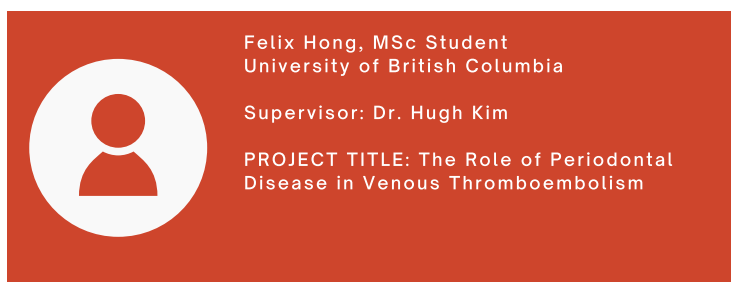 Felix Hong, MSc Student
University of British Columbia
Supervisor: Dr. Hugh Kim
PROJECT TITLE: The Role of Periodontal
Disease in Venous Thromboembolism